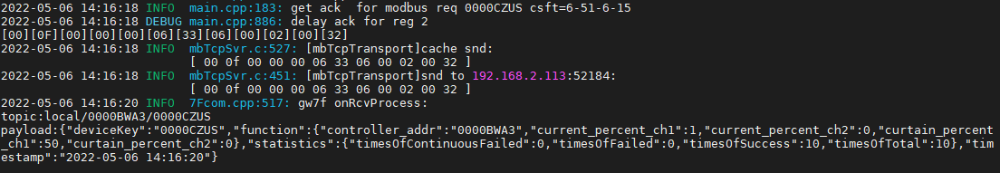 2022-05-06 14:16:18 INFO  main.cpp:183: get ack  for modbus req 0000CZUS csft=6-51-6-15
2022-05-06 14:16:18 DEBUG main.cpp:886: delay ack for reg 2
[00][0F][00][00][00][06][33][06][00][02][00][32]
2022-05-06 14:16:18 INFO  mbTcpSvr.c:527: [mbTcpTransport]cache snd:
[ 00 0f 00 00 00 06 33 06 00 02 00 32 ]
2022-05-06 14:16:18 INFO  mbTcpSvr.c:451: [mbTcpTransport]snd to 192.168.2.113:52184:
[ 00 0f 00 00 00 06 33 06 00 02 00 32 ]
2022-05-06 14:16:20 INFO  7Fcom.cpp:517: gw7f onRcvProcess:
topic:local/0000BWA3/0000CZUS
payload:{"deviceKey":"0000CZUS","function":{"controller_addr":"0000BWA3","current_percent_ch1":1,"current_percent_ch2":0,"curtain_percent
_ch1":50,"curtain_percent_ch2":0},"statistics":{"timesOfContinuousFailed":0,"timesOfFailed":0,"timesOfSuccess":10,"timesOfTotal":10},"tim
estamp":"2022-05-06 14:16:20"}